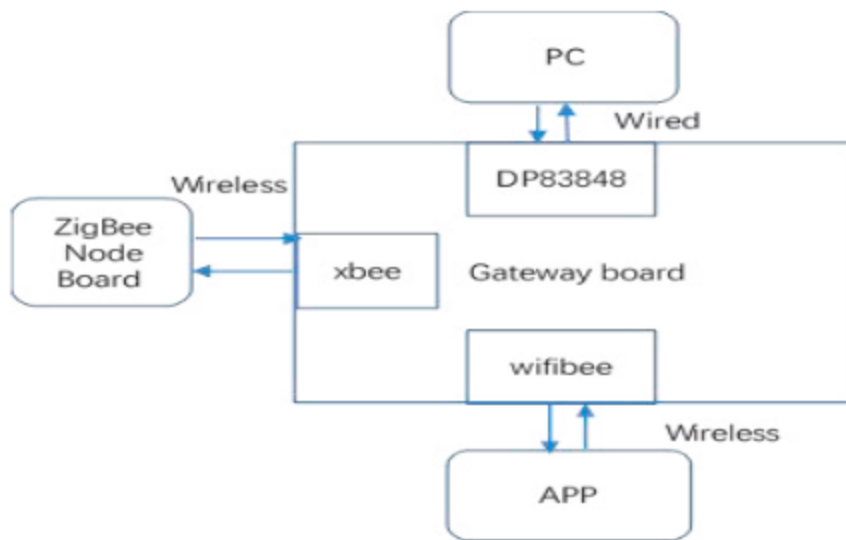 PC
Wired
DP83848
Wireless
ZigBee
Node
Board
xbee
Gateway board
wifibee
Wireless
APP